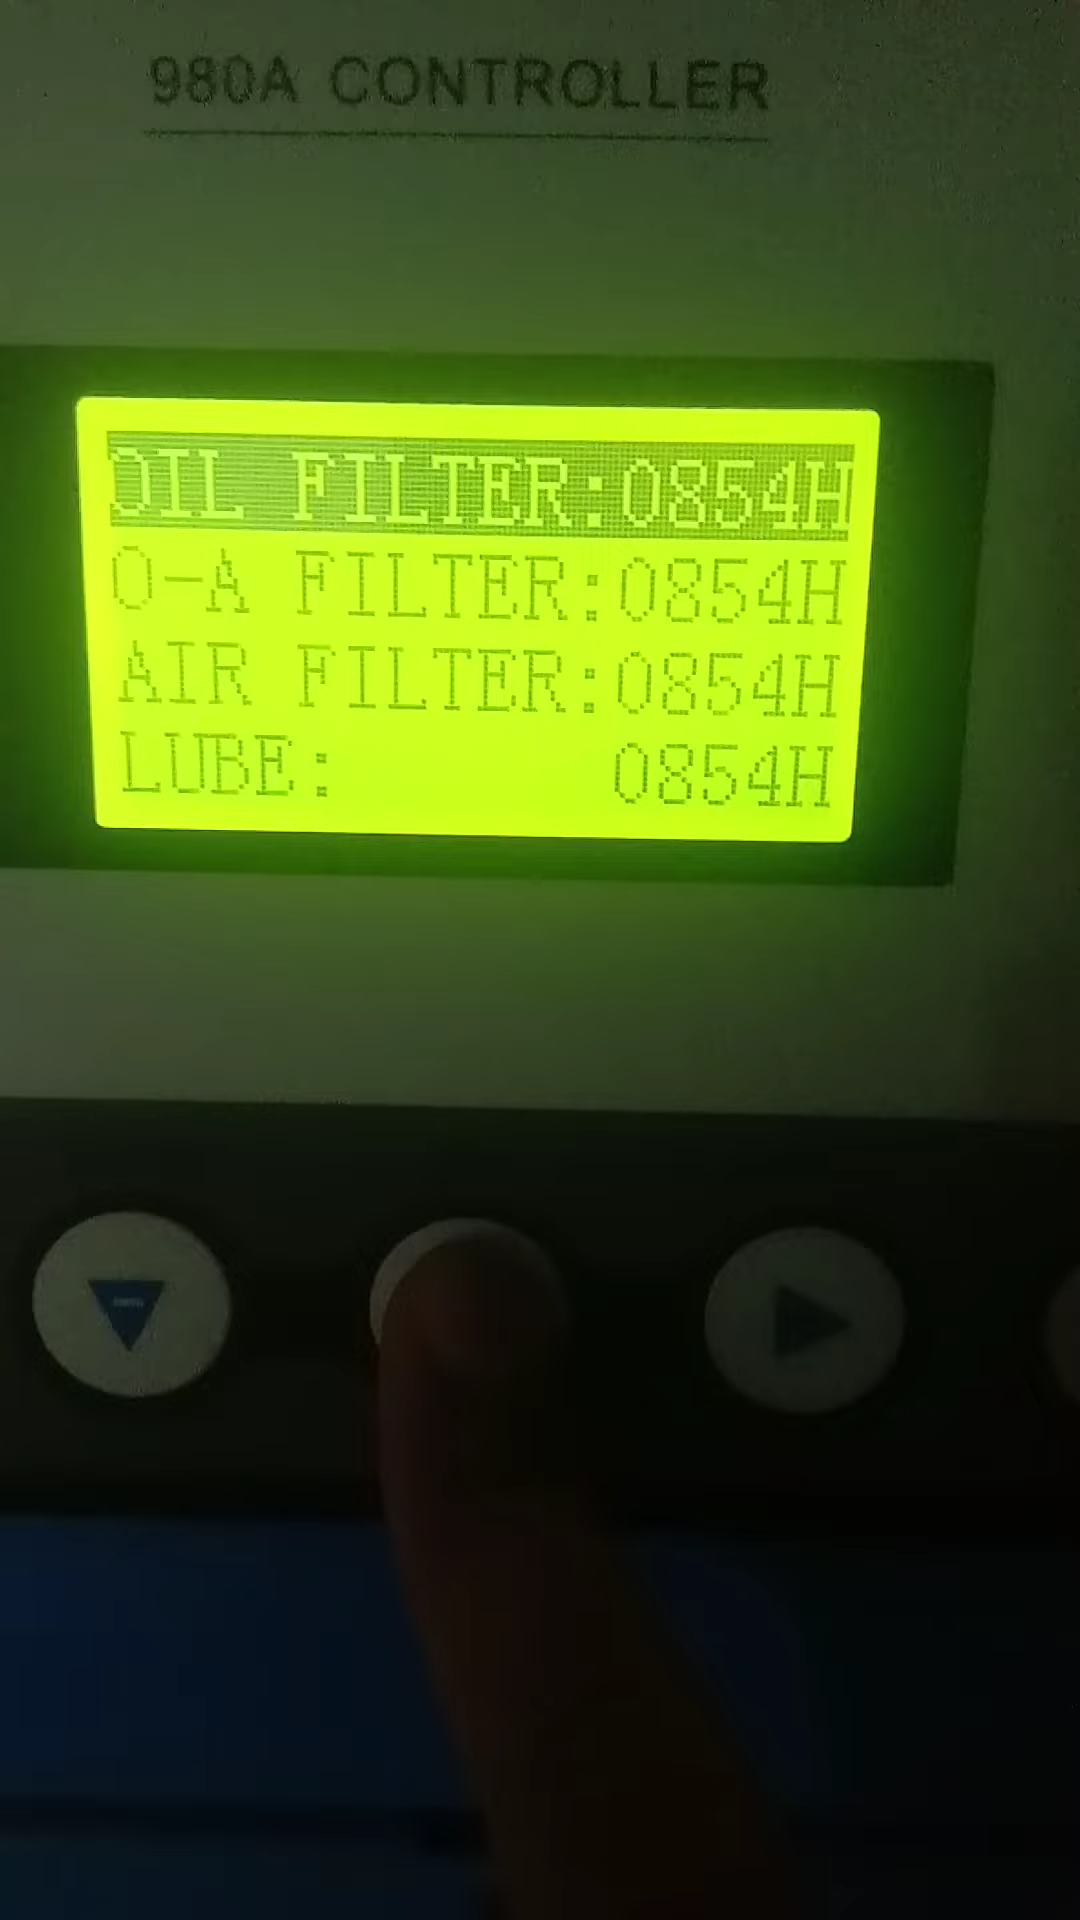 980A CONTROLLER
OIL FILTER:0854H
O-A FILTER:0854H
AIR FILTER:0854H
LUBE: 0854H